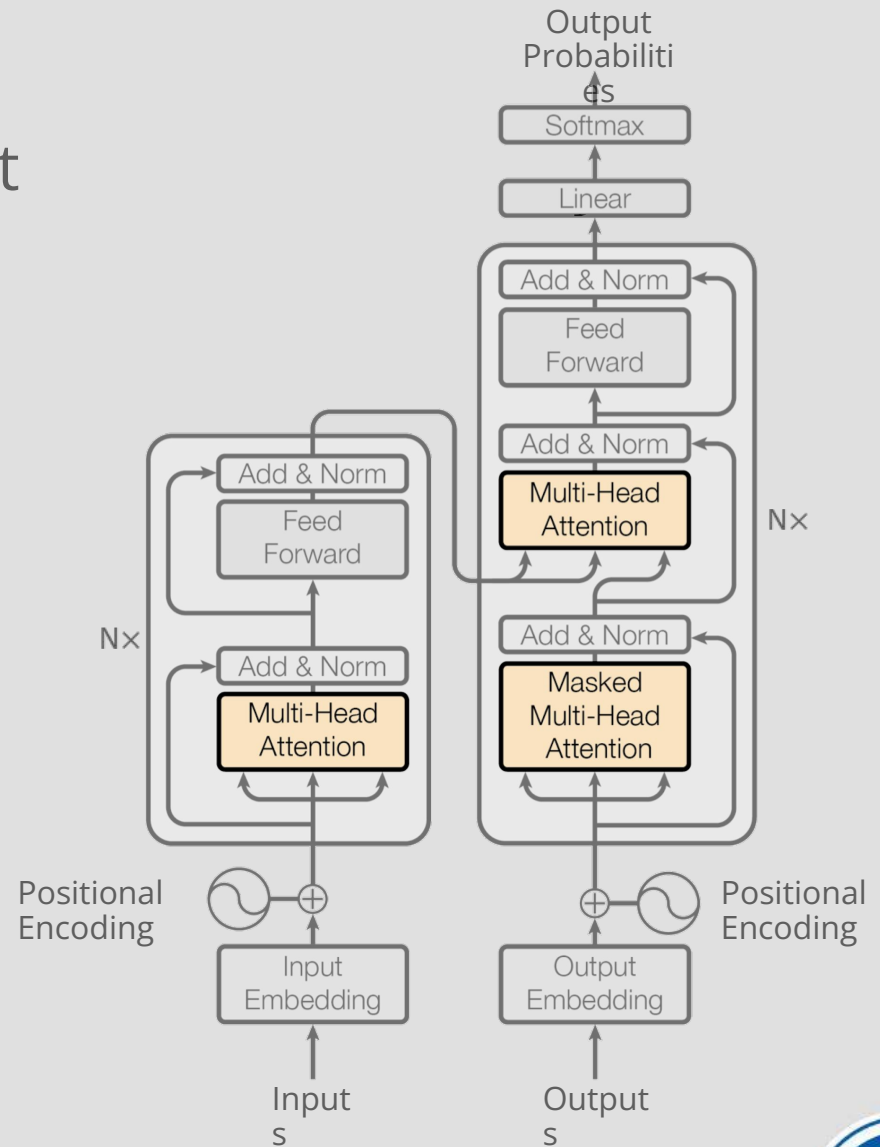 t
Output
Probabiliti
es
Softmax
Linear
Add & Norm
Feed
Forward
Add & Norm
Multi-Head
Attention
N×
Add & Norm
Masked
Multi-Head
Attention
Add & Norm
Feed
Forward
N×
Add & Norm
Multi-Head
Attention
Positional
Encoding
Positional
Encoding
Input
Embedding
Output
Embedding
Input
s
Output
s